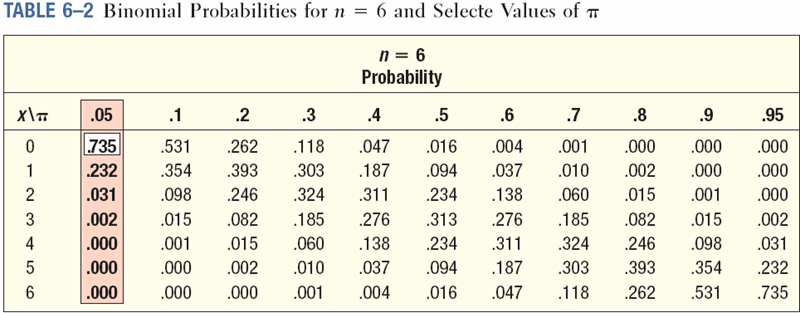 TABLE 6–2 Binomial Probabilities for n = 6 and Selecte Values of π
n = 6
Probability
x\π .05 .1 .2 .3 .4 .5 .6 .7 .8 .9 .95
0 .735 .531 .262 .118 .047 .016 .004 .001 .000 .000 .000
1 .232 .354 .393 .303 .187 .094 .037 .010 .002 .000 .000
2 .031 .098 .246 .324 .311 .234 .138 .060 .015 .001 .000
3 .002 .015 .082 .185 .276 .313 .276 .185 .082 .015 .002
4 .000 .001 .015 .060 .138 .234 .311 .324 .246 .098 .031
5 .000 .000 .002 .010 .037 .094 .187 .303 .393 .354 .232
6 .000 .000 .000 .001 .004 .016 .047 .118 .262 .531 .735